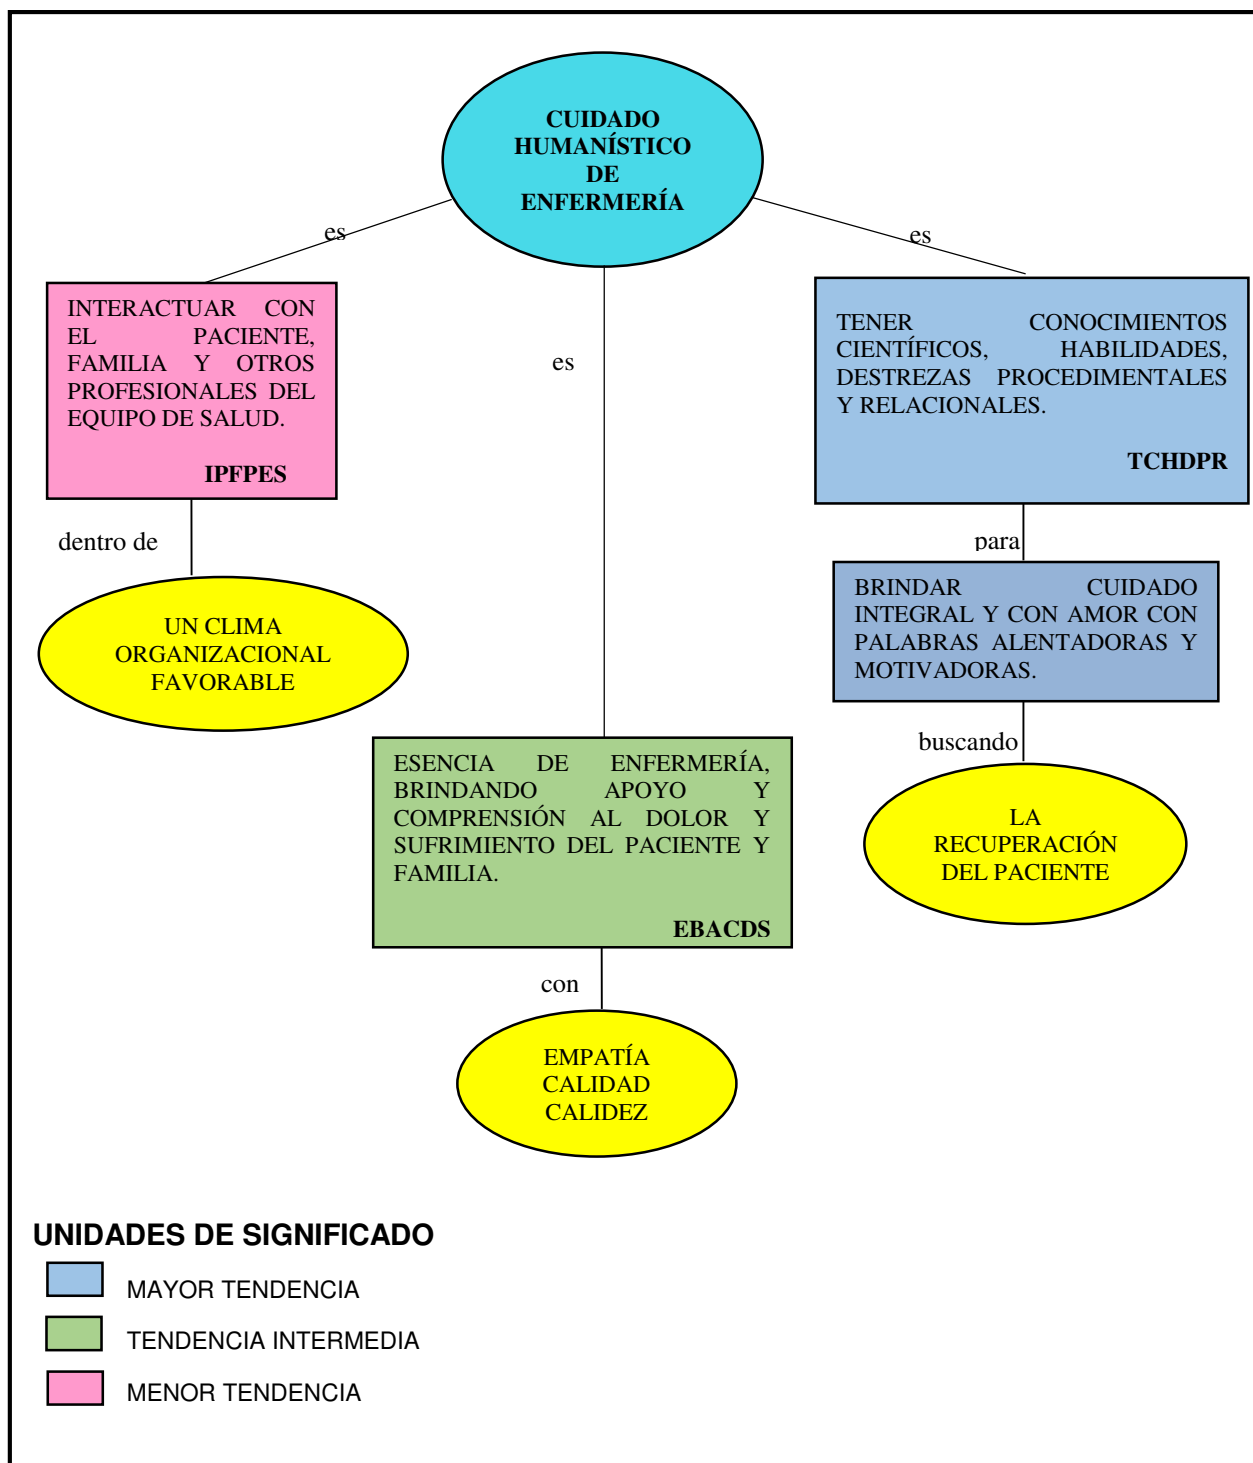 CUIDADO
HUMANÍSTICO
DE
ENFERMERÍA
es
es
es
INTERACTUAR CON
EL PACIENTE,
FAMILIA Y OTROS
PROFESIONALES DEL
EQUIPO DE SALUD.
IPFPES
dentro de
UN CLIMA
ORGANIZACIONAL
FAVORABLE
TENER CONOCIMIENTOS
CIENTÍFICOS, HABILIDADES,
DESTREZAS PROCEDIMENTALES
Y RELACIONALES.
TCHDPR
para
BRINDAR CUIDADO
INTEGRAL Y CON AMOR CON
PALABRAS ALENTADORAS Y
MOTIVADORAS.
buscando
LA
RECUPERACIÓN
DEL PACIENTE
ESENCIA DE ENFERMERÍA,
BRINDANDO APOYO Y
COMPRENSIÓN AL DOLOR Y
SUFRIMIENTO DEL PACIENTE Y
FAMILIA.
EBACDS
con
EMPATÍA
CALIDAD
CALIDEZ
UNIDADES DE SIGNIFICADO
MAYOR TENDENCIA
TENDENCIA INTERMEDIA
MENOR TENDENCIA